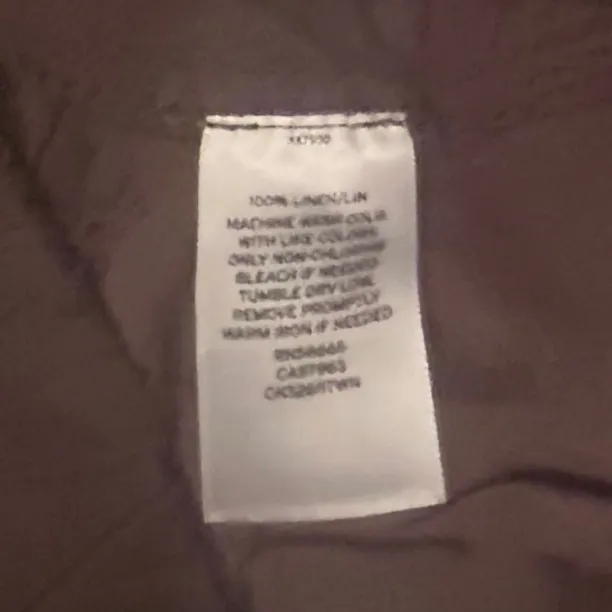 100% LINEN/LIN
MACHINE WASH COLD
WITH LIKE COLORS
ONLY NON-CHLORINE
BLEACH IF NEEDED
TUMBLE DRY LOW
REMOVE PROMPTLY
WARM IRON IF NEEDED